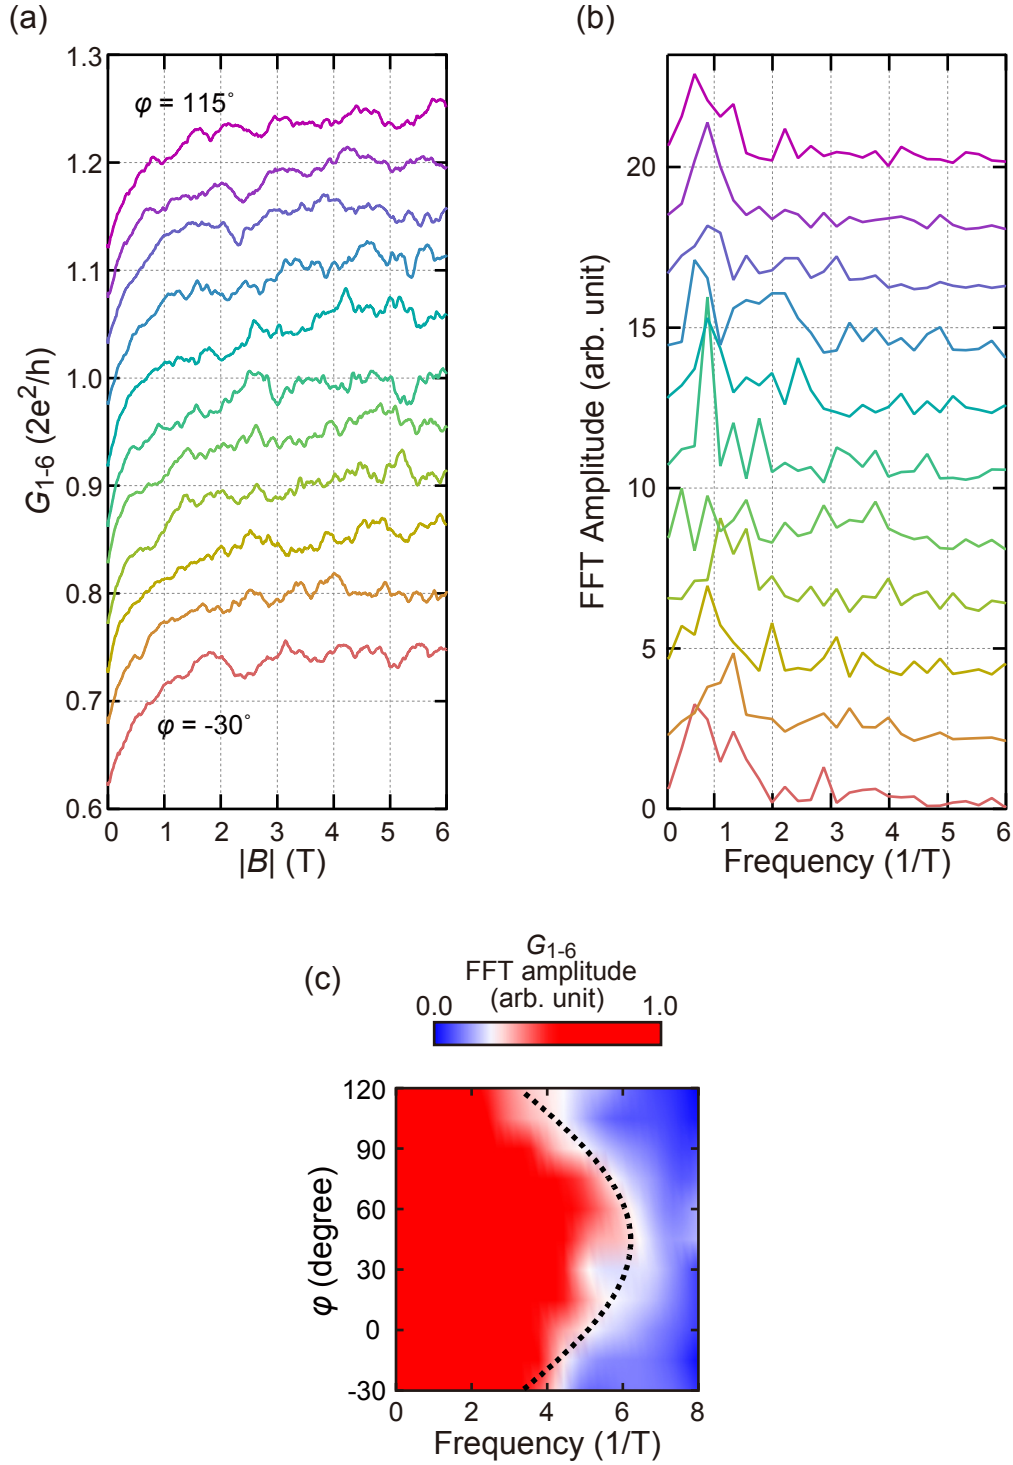 (a)
(b)
1.3
1.2
1.1
1.0
0.9
0.8
0.7
0.6
G1-6 (2e²/h)
φ = 115°
φ = -30°
0 1 2 3 4 5 6
|B| (T)
20
15
10
5
0
FFT Amplitude (arb. unit)
0 1 2 3 4 5 6
Frequency (1/T)
(c)
G1-6
FFT amplitude
(arb. unit)
0.0 1.0
120
90
60
30
0
-30
φ (degree)
0 2 4 6 8
Frequency (1/T)